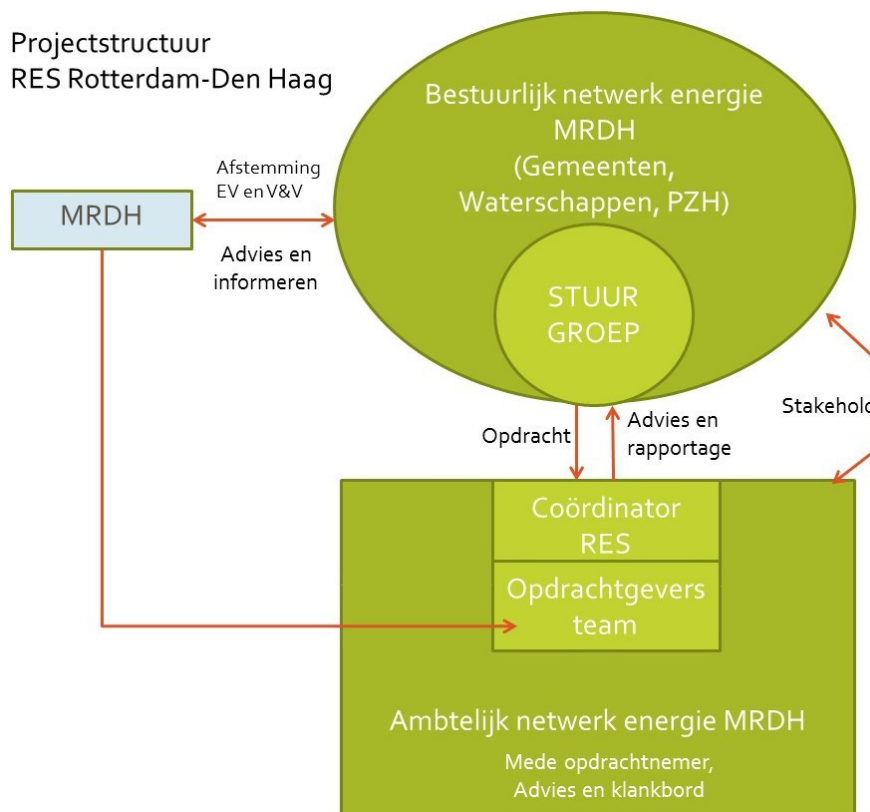 Projectstructuur
RES Rotterdam-Den Haag
Bestuurlijk netwerk energie
MRDH
(Gemeenten,
Waterschappen, PZH)
Afstemming
EV en V&V
MRDH
Advies en
informeren
STUUR
GROEP
Opdracht
Advies en
rapportage
Stakehold
Coördinator
RES
Opdrachtgevers
team
Ambtelijk netwerk energie MRDH
Mede opdrachtnemer,
Advies en klankbord